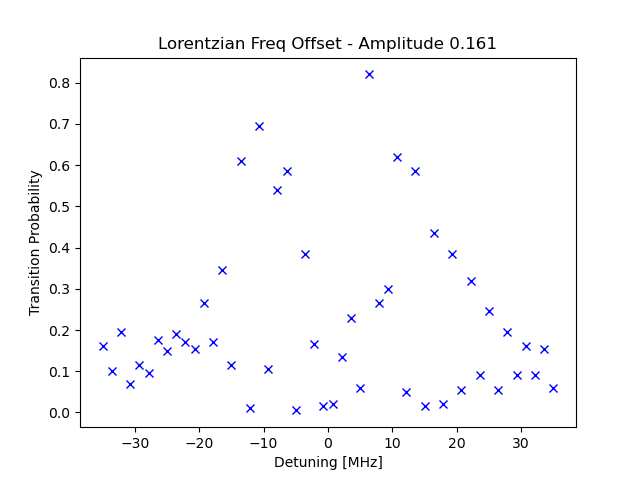 Lorentzian Freq Offset - Amplitude 0.161
Transition Probability
0.8
0.7
0.6
0.5
0.4
0.3
0.2
0.1
0.0
−30 −20 −10 0 10 20 30
Detuning [MHz]